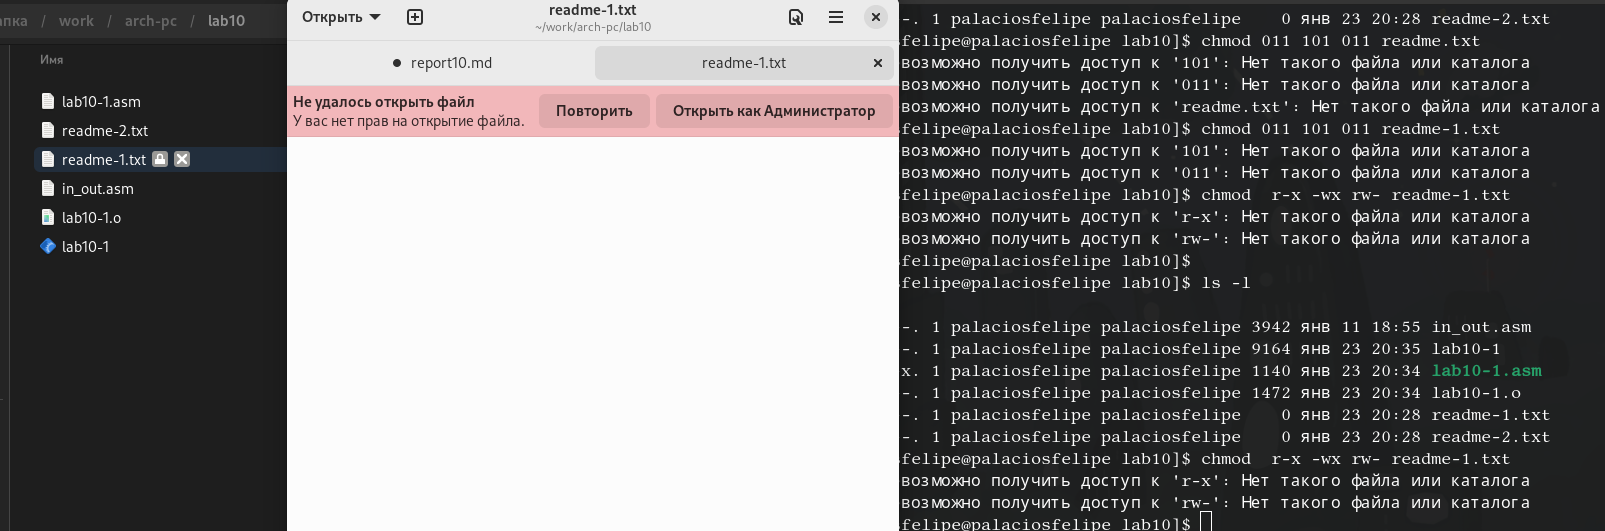 апка / work / arch-pc / lab10
Имя
lab10-1.asm
readme-2.txt
readme-1.txt
in_out.asm
lab10-1.o
lab10-1
Открыть
readme-1.txt
~/work/arch-pc/lab10
report10.md
readme-1.txt
Не удалось открыть файл
У вас нет прав на открытие файла.
Повторить
Открыть как Администратор
-. 1 palaciosfelipe palaciosfelipe    0 янв 23 20:28 readme-2.txt
sfelipe@palaciosfelipe lab10]$ chmod 011 101 011 readme.txt
возможно получить доступ к '101': Нет такого файла или каталога
возможно получить доступ к '011': Нет такого файла или каталога
возможно получить доступ к 'readme.txt': Нет такого файла или каталога
sfelipe@palaciosfelipe lab10]$ chmod 011 101 011 readme-1.txt
возможно получить доступ к '101': Нет такого файла или каталога
возможно получить доступ к '011': Нет такого файла или каталога
sfelipe@palaciosfelipe lab10]$ chmod  r-x -wx rw- readme-1.txt
возможно получить доступ к 'r-x': Нет такого файла или каталога
возможно получить доступ к 'rw-': Нет такого файла или каталога
sfelipe@palaciosfelipe lab10]$
sfelipe@palaciosfelipe lab10]$ ls -l
-. 1 palaciosfelipe palaciosfelipe 3942 янв 11 18:55 in_out.asm
-. 1 palaciosfelipe palaciosfelipe 9164 янв 23 20:35 lab10-1
x. 1 palaciosfelipe palaciosfelipe 1140 янв 23 20:34 lab10-1.asm
-. 1 palaciosfelipe palaciosfelipe 1472 янв 23 20:34 lab10-1.o
-. 1 palaciosfelipe palaciosfelipe    0 янв 23 20:28 readme-1.txt
-. 1 palaciosfelipe palaciosfelipe    0 янв 23 20:28 readme-2.txt
sfelipe@palaciosfelipe lab10]$ chmod  r-x -wx rw- readme-1.txt
возможно получить доступ к 'r-x': Нет такого файла или каталога
возможно получить доступ к 'rw-': Нет такого файла или каталога
sfelipe@palaciosfelipe lab10]$